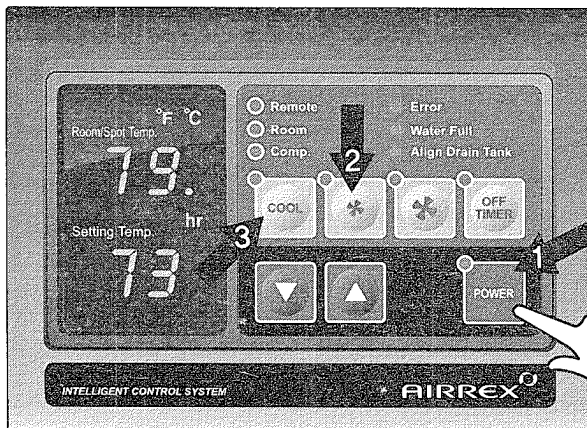 °F °C
Room/Spot Temp.
79.
hr
Setting Temp.
73
Remote
Room
Comp.
Error
Water Full
Align Drain Tank
2
COOL
OFF
TIMER
3
1
POWER
INTELLIGENT CONTROL SYSTEM
AIRREX